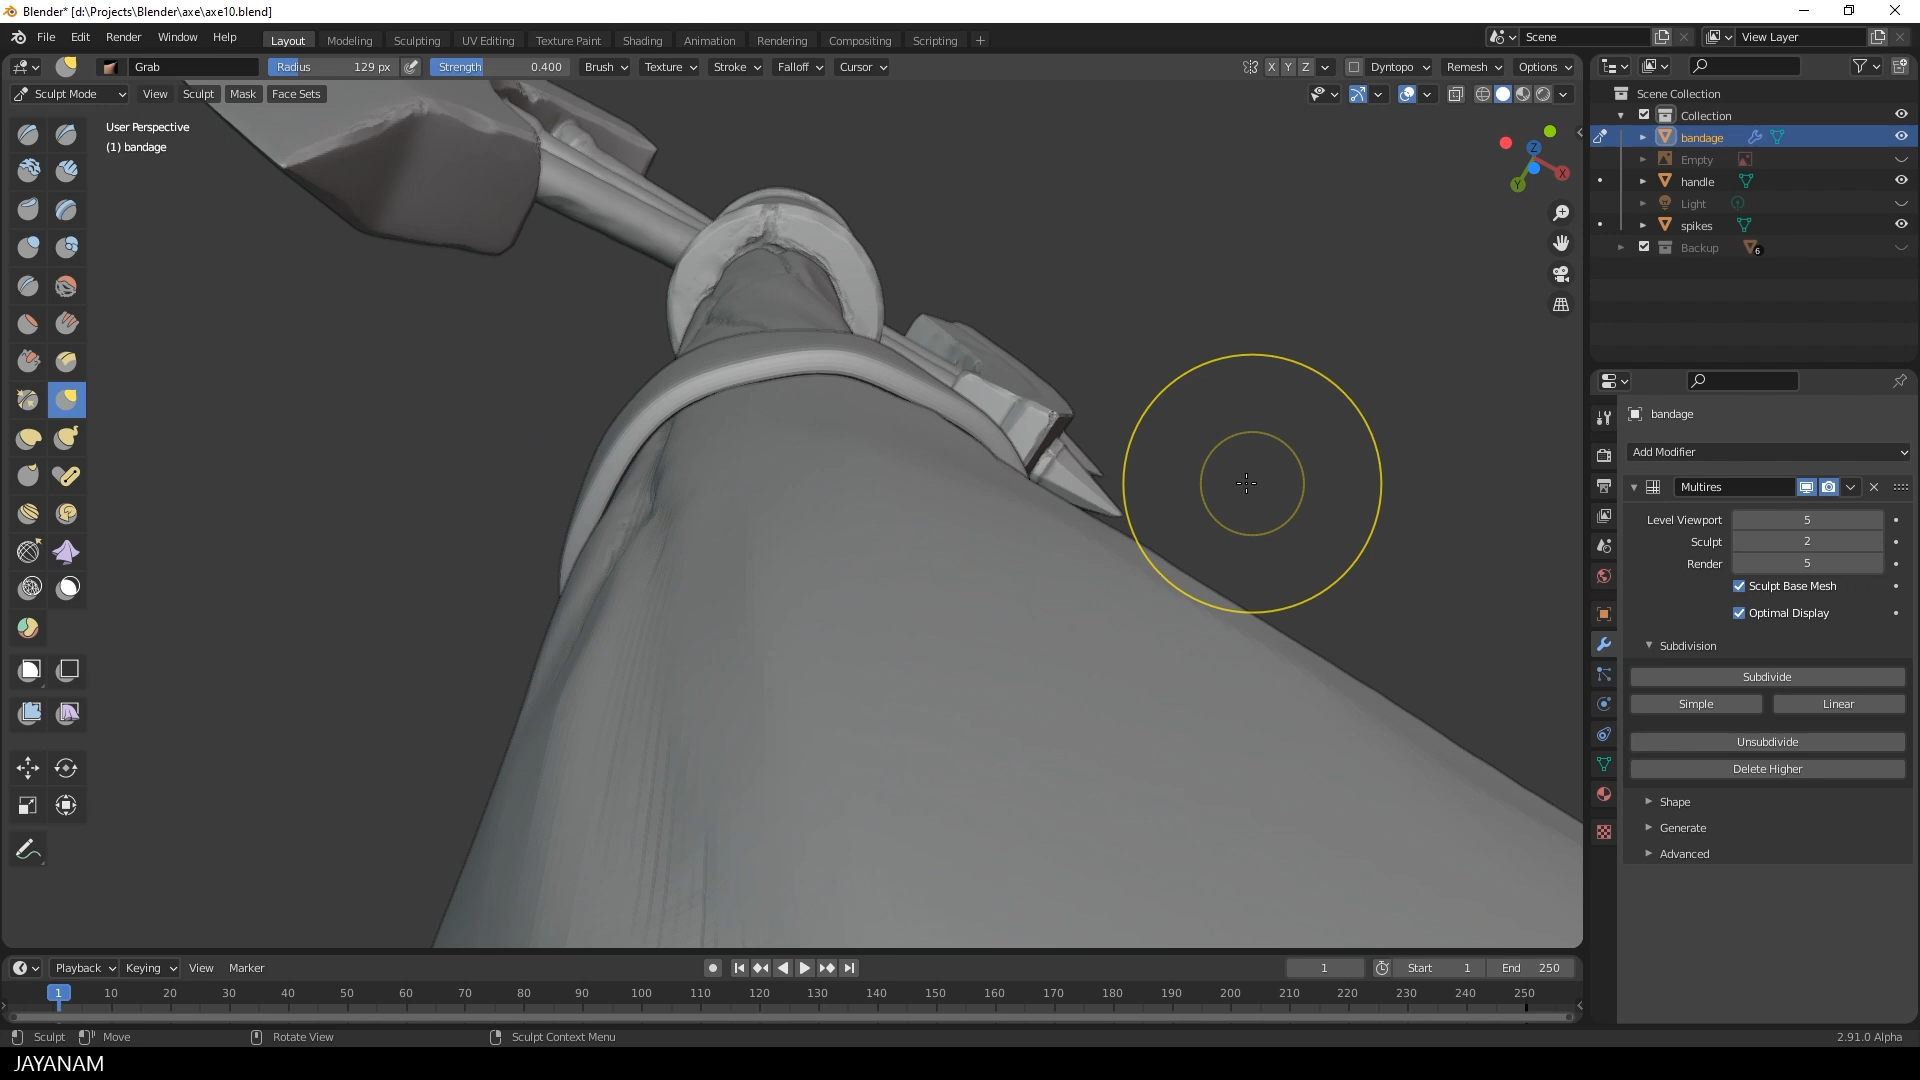 Blender* [d:\Projects\Blender\axe\axe10.blend]
File Edit Render Window Help Layout Modeling Sculpting UV Editing Texture Paint Shading Animation Rendering Compositing Scripting + Scene View Layer
Grab Radius 129 px Strength 0.400 Brush Texture Stroke Falloff Cursor X Y Z Dyntopo Remesh Options
Sculpt Mode View Sculpt Mask Face Sets
User Perspective
(1) bandage
Z
X
Y
Scene Collection
Collection
bandage
Empty
handle
Light
spikes
Backup 6
bandage
Add Modifier
Multires
Level Viewport 5
Sculpt 2
Render 5
Sculpt Base Mesh
Optimal Display
Subdivision
Subdivide
Simple Linear
Unsubdivide
Delete Higher
Shape
Generate
Advanced
Playback Keying View Marker 1 Start 1 End 250
1 10 20 30 40 50 60 70 80 90 100 110 120 130 140 150 160 170 180 190 200 210 220 230 240 250
Sculpt Move Rotate View Sculpt Context Menu 2.91.0 Alpha
JAYANAM